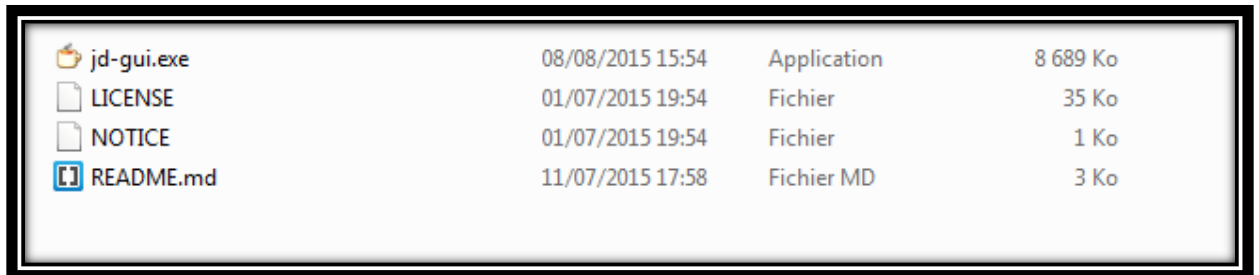 jd-gui.exe 08/08/2015 15:54 Application 8 689 Ko
LICENSE 01/07/2015 19:54 Fichier 35 Ko
NOTICE 01/07/2015 19:54 Fichier 1 Ko
README.md 11/07/2015 17:58 Fichier MD 3 Ko